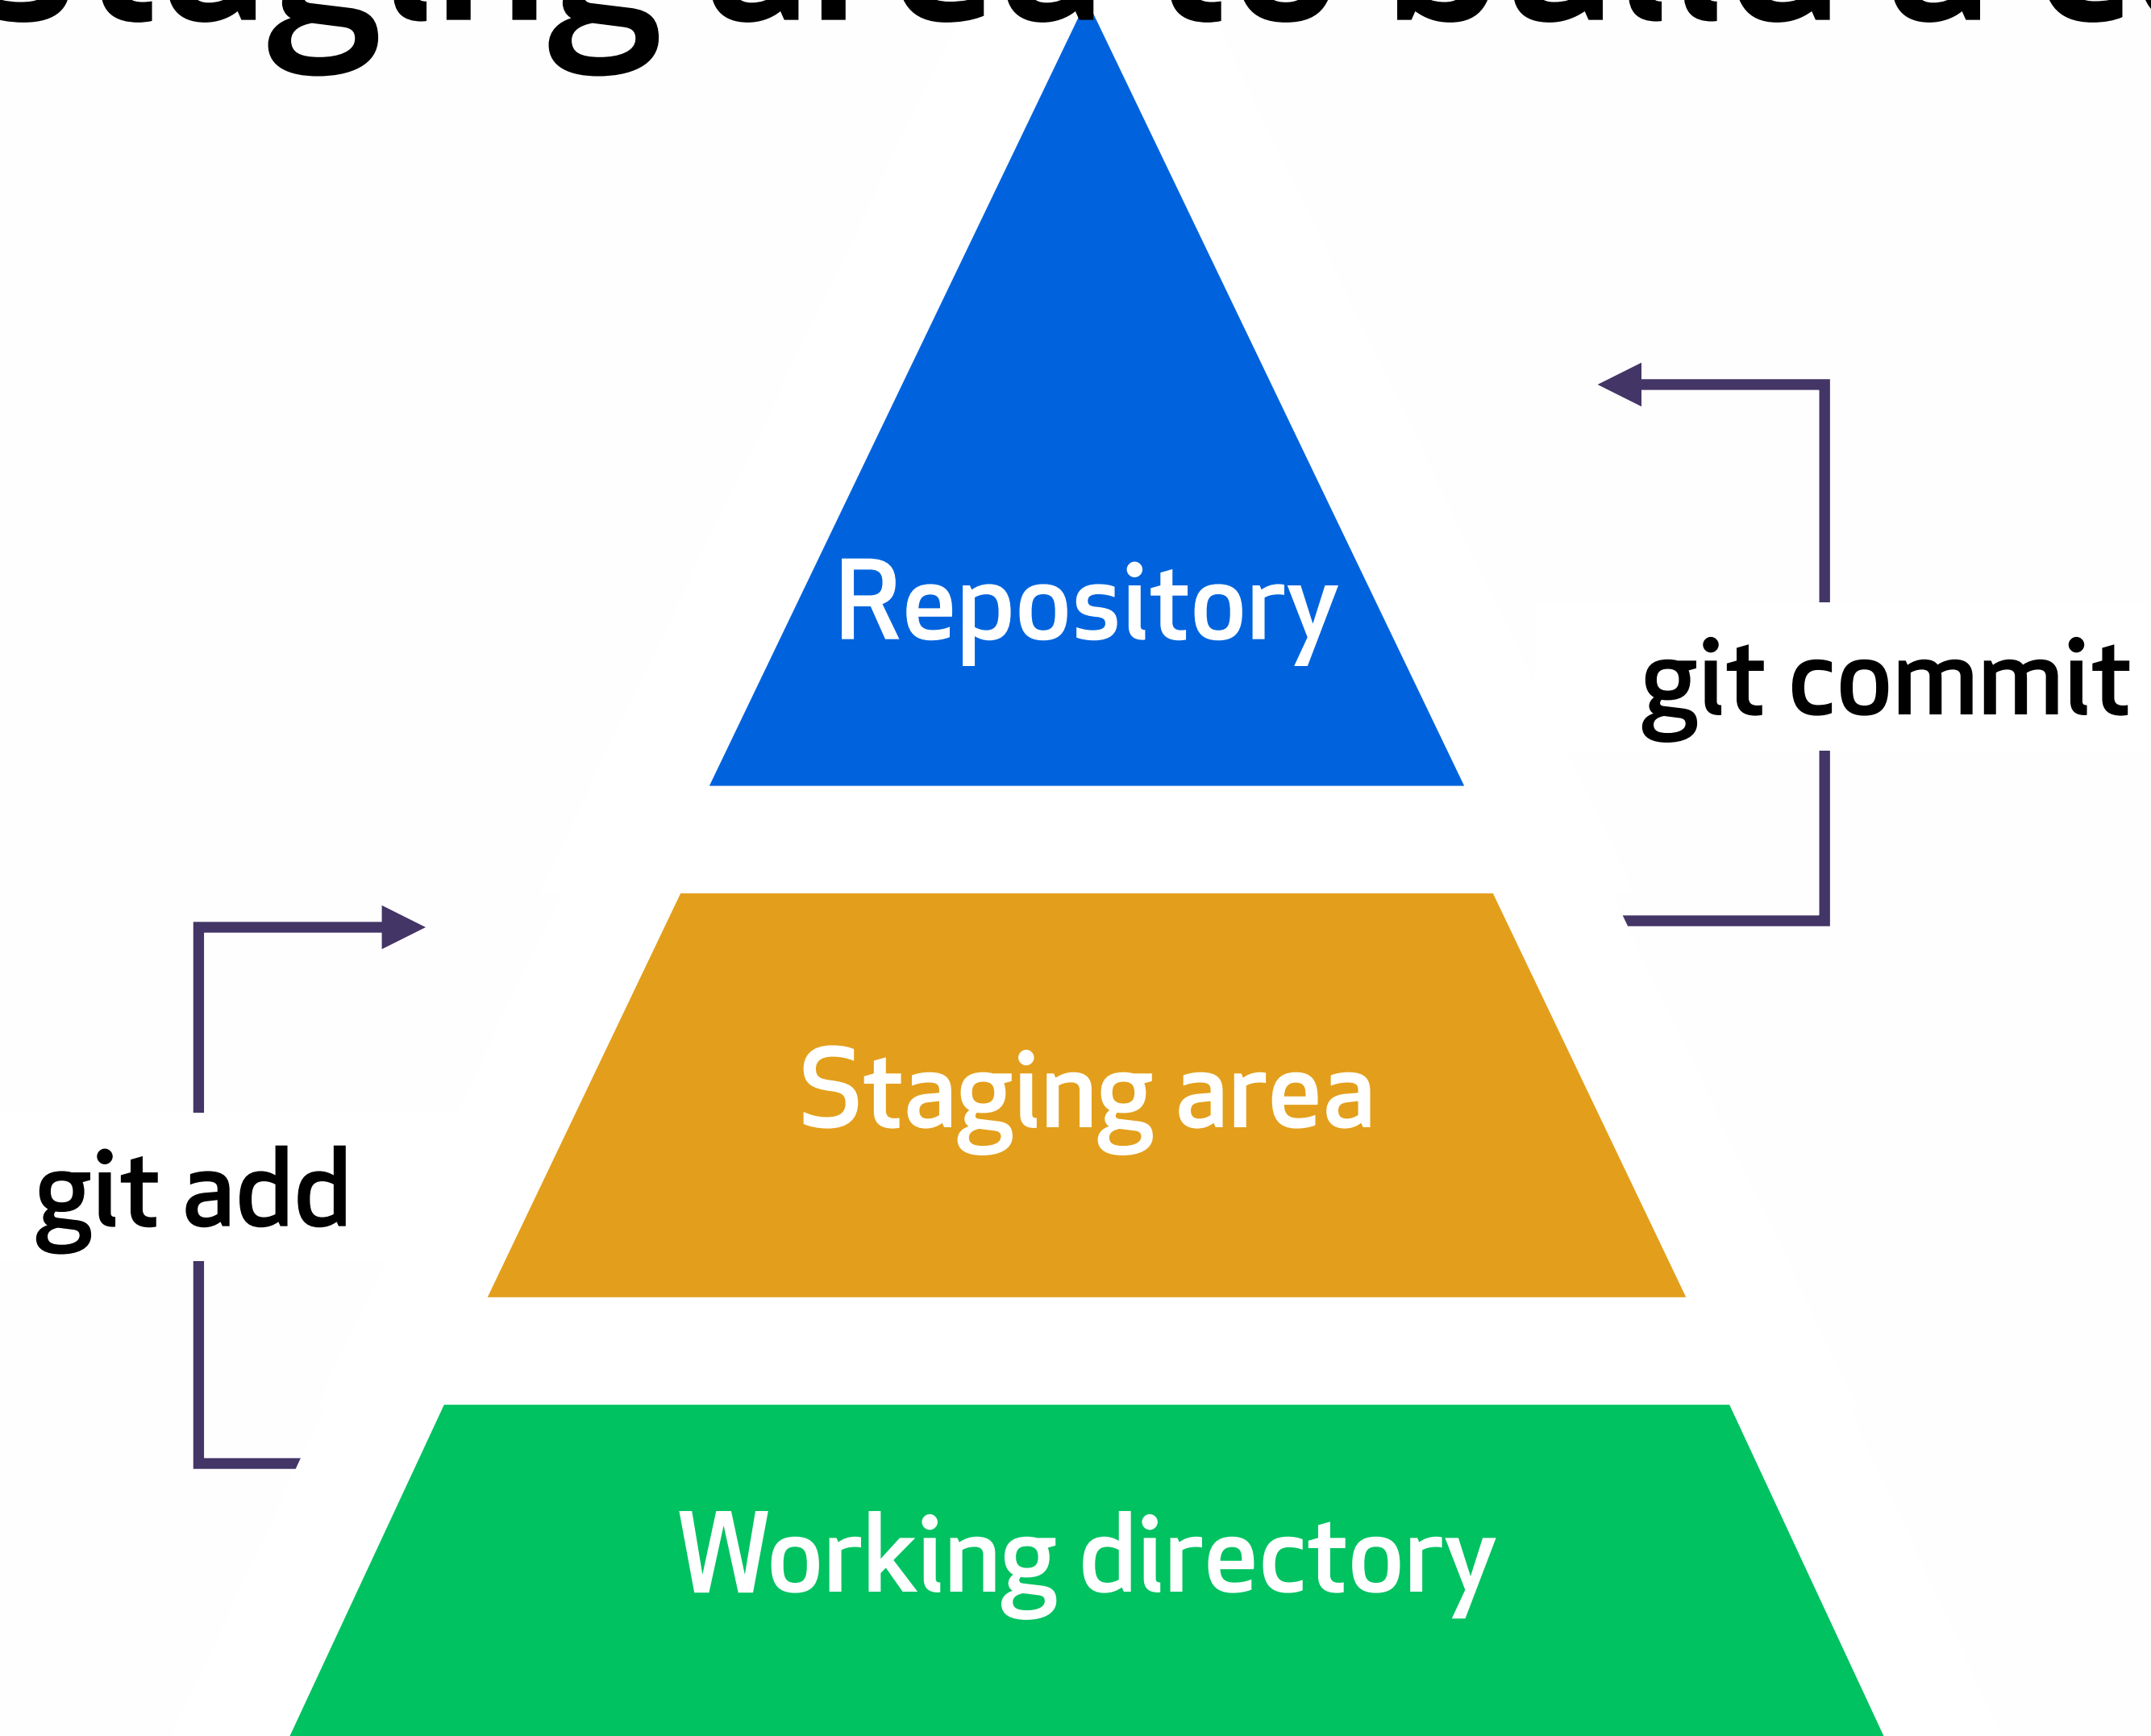 Repository
git commit
Staging area
git add
Working directory